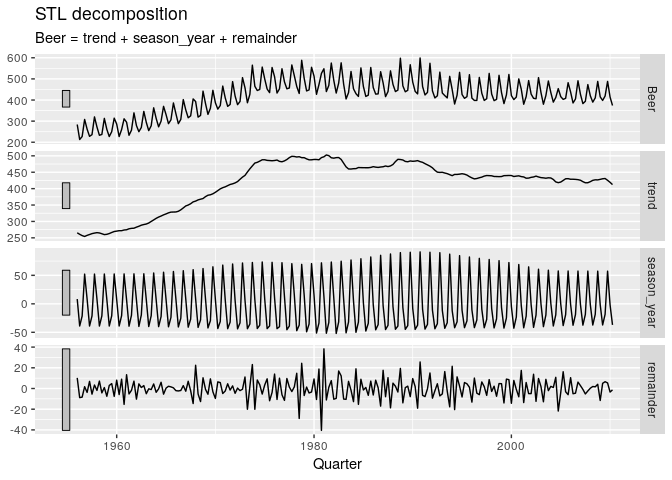 STL decomposition
Beer = trend + season_year + remainder
600
500
400
300
200
Beer
500
450
400
350
300
250
trend
50
0
-50
season_year
40
20
0
-20
-40
remainder
1960 1980 2000
Quarter